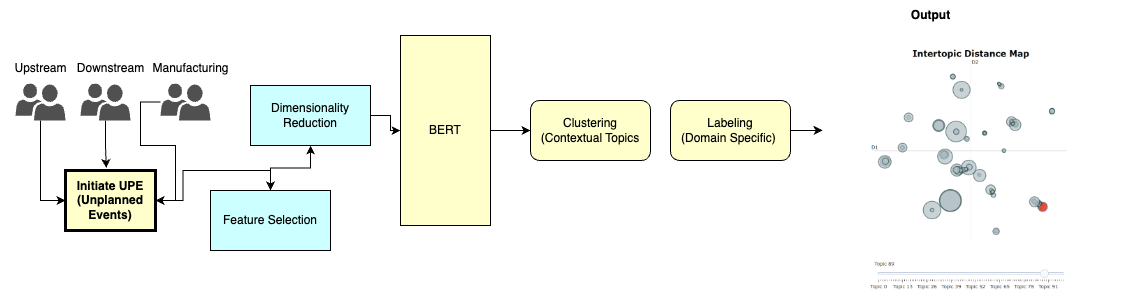 Output
Upstream
Downstream
Manufacturing
Initiate UPE
(Unplanned
Events)
Dimensionality
Reduction
Feature Selection
BERT
Clustering
(Contextual Topics
Labeling
(Domain Specific)
Intertopic Distance Map
D2
D1
Topic 89
Topic 0
Topic 13
Topic 26
Topic 39
Topic 52
Topic 65
Topic 78
Topic 91